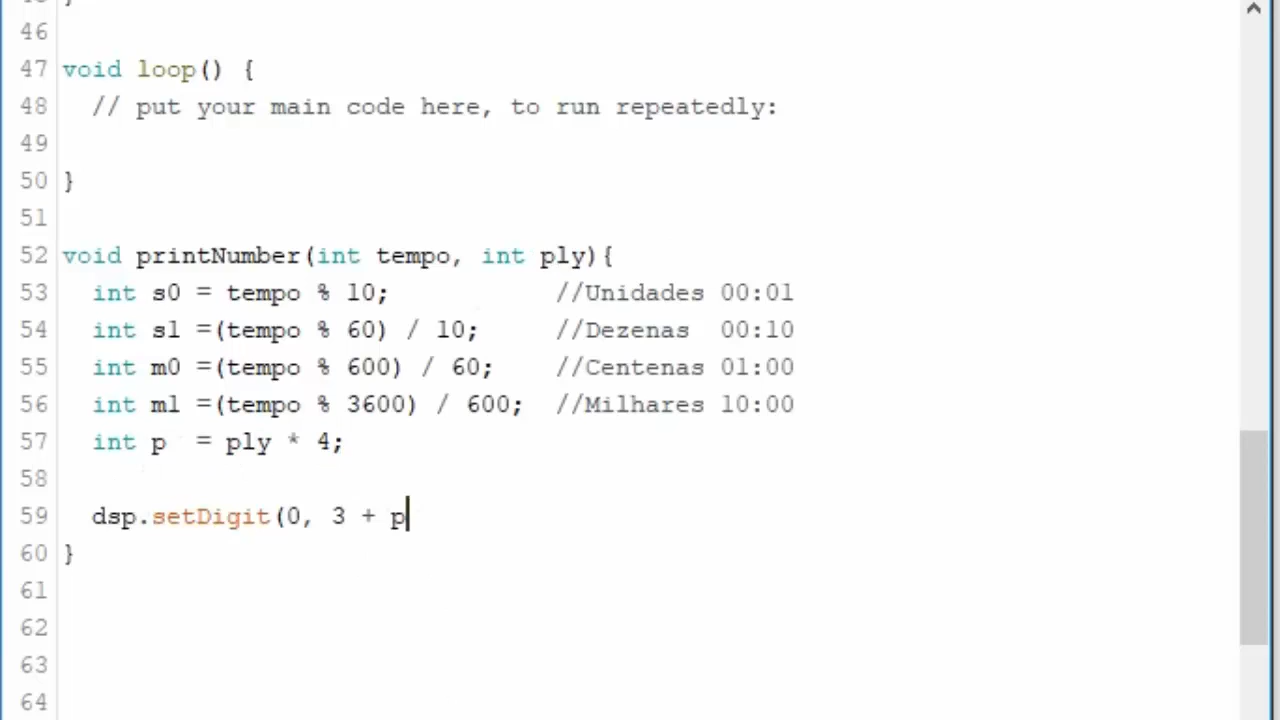 46
47 void loop() {
48 // put your main code here, to run repeatedly:
49
50 }
51
52 void printNumber(int tempo, int ply){
53 int s0 = tempo % 10; //Unidades 00:01
54 int s1 =(tempo % 60) / 10; //Dezenas 00:10
55 int m0 =(tempo % 600) / 60; //Centenas 01:00
56 int m1 =(tempo % 3600) / 600; //Milhares 10:00
57 int p = ply * 4;
58
59 dsp.setDigit(0, 3 + p
60 }
61
62
63
64